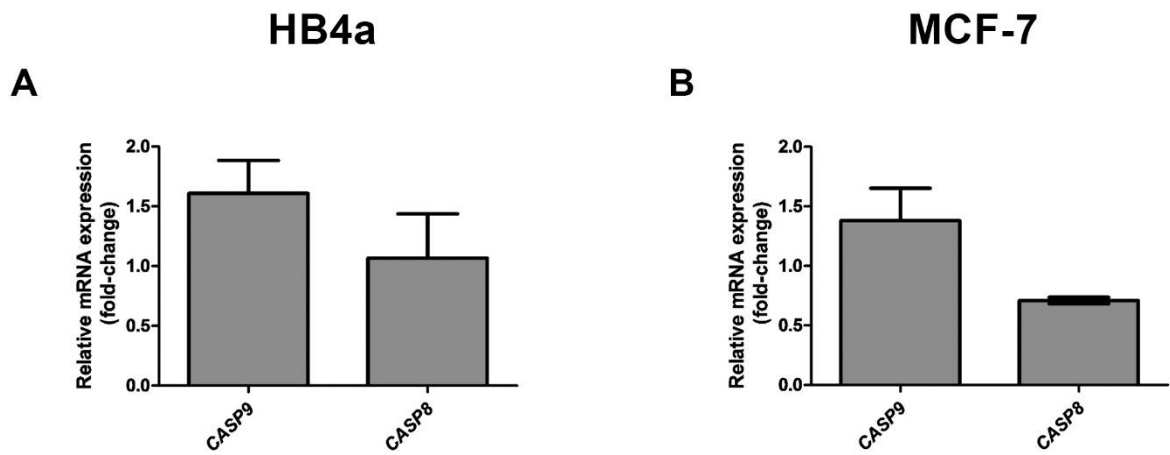 HB4a
MCF-7
A
B
Relative mRNA expression
(fold-change)
2.0
1.5
1.0
0.5
0.0
CASP9
CASP8
Relative mRNA expression
(fold-change)
2.0
1.5
1.0
0.5
0.0
CASP9
CASP8